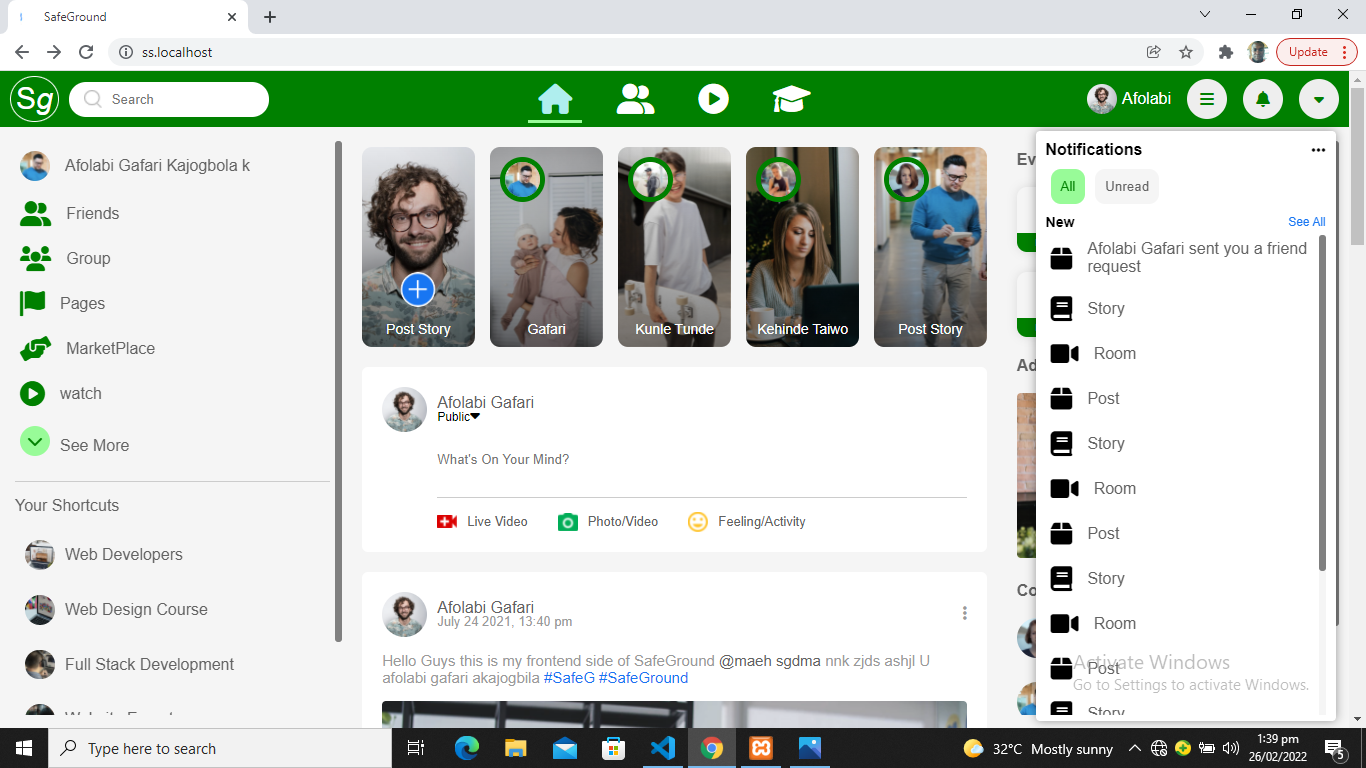 SafeGround
ss.localhost
Update
Sg
Search
Afolabi
Afolabi Gafari Kajogbola k
Friends
Group
Pages
MarketPlace
watch
See More
Your Shortcuts
Web Developers
Web Design Course
Full Stack Development
Post Story
Gafari
Kunle Tunde
Kehinde Taiwo
Post Story
Afolabi Gafari
Public
What's On Your Mind?
Live Video
Photo/Video
Feeling/Activity
Afolabi Gafari
July 24 2021, 13:40 pm
Hello Guys this is my frontend side of SafeGround @maeh sgdma nnk zjds ashjl U
afolabi gafari akajogbila #SafeG #SafeGround
Ev
Ad
Co
Notifications
All
Unread
New
See All
Afolabi Gafari sent you a friend
request
Story
Room
Post
Story
Room
Post
Story
Room
Post
Story
Activate Windows
Go to Settings to activate Windows.
Type here to search
32°C Mostly sunny
1:39 pm
26/02/2022
5